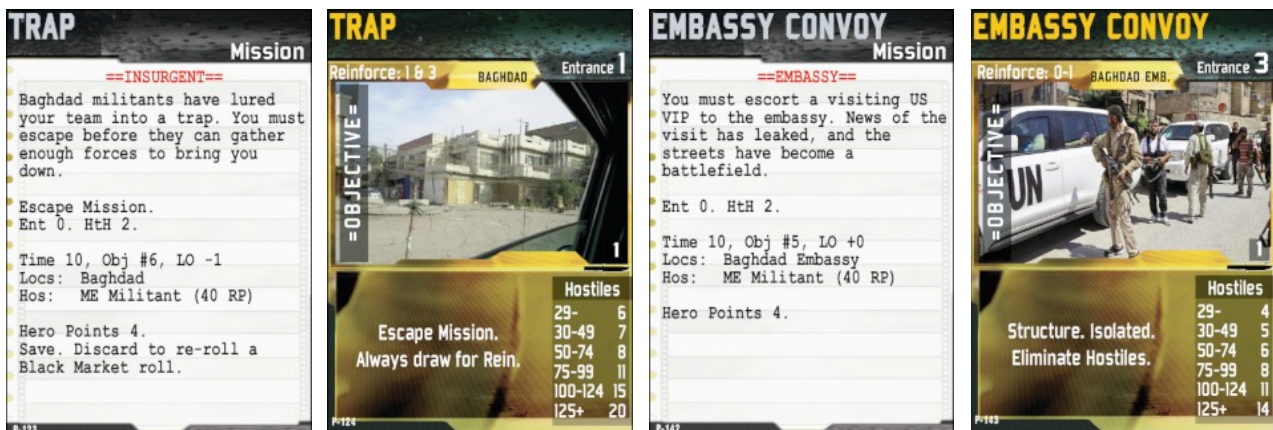 TRAP
Mission
==INSURGENT==
Baghdad militants have lured
your team into a trap. You must
escape before they can gather
enough forces to bring you
down.
Escape Mission.
Ent 0. HtH 2.
Time 10, Obj #6, LO -1
Locs: Baghdad
Hos: ME Militant (40 RP)
Hero Points 4.
Save. Discard to re-roll a
Black Market roll.
P-123
TRAP
Reinforce: 1 & 3
BAGHDAD
Entrance 1
=OBJECTIVE=
1
Escape Mission.
Always draw for Rein.
Hostiles
29- 6
30-49 7
50-74 8
75-99 11
100-124 15
125+ 20
P-124
EMBASSY CONVOY
Mission
==EMBASSY==
You must escort a visiting US
VIP to the embassy. News of the
visit has leaked, and the
streets have become a
battlefield.
Ent 0. HtH 2.
Time 10, Obj #5, LO +0
Locs: Baghdad Embassy
Hos: ME Militant (40 RP)
Hero Points 4.
P-142
EMBASSY CONVOY
Reinforce: 0-1
BAGHDAD EMB.
Entrance 3
=OBJECTIVE=
UN
1
Structure. Isolated.
Eliminate Hostiles.
Hostiles
29- 4
30-49 5
50-74 6
75-99 8
100-124 11
125+ 14
P-143